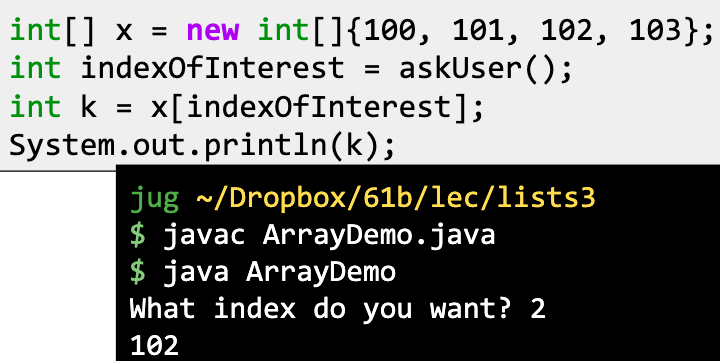 int[] x = new int[]{100, 101, 102, 103};
int indexOfInterest = askUser();
int k = x[indexOfInterest];
System.out.println(k);
jug ~/Dropbox/61b/lec/lists3
$ javac ArrayDemo.java
$ java ArrayDemo
What index do you want? 2
102